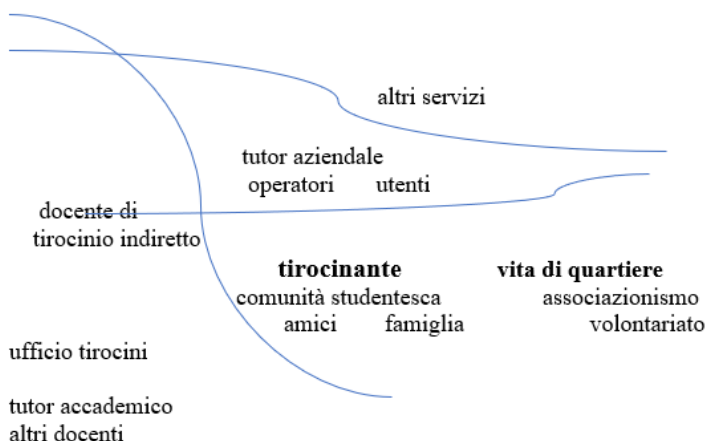 altri servizi
tutor aziendale
operatori utenti
docente di
tirocinio indiretto
tirocinante vita di quartiere
comunità studentesca associazionismo
amici famiglia volontariato
ufficio tirocini
tutor accademico
altri docenti